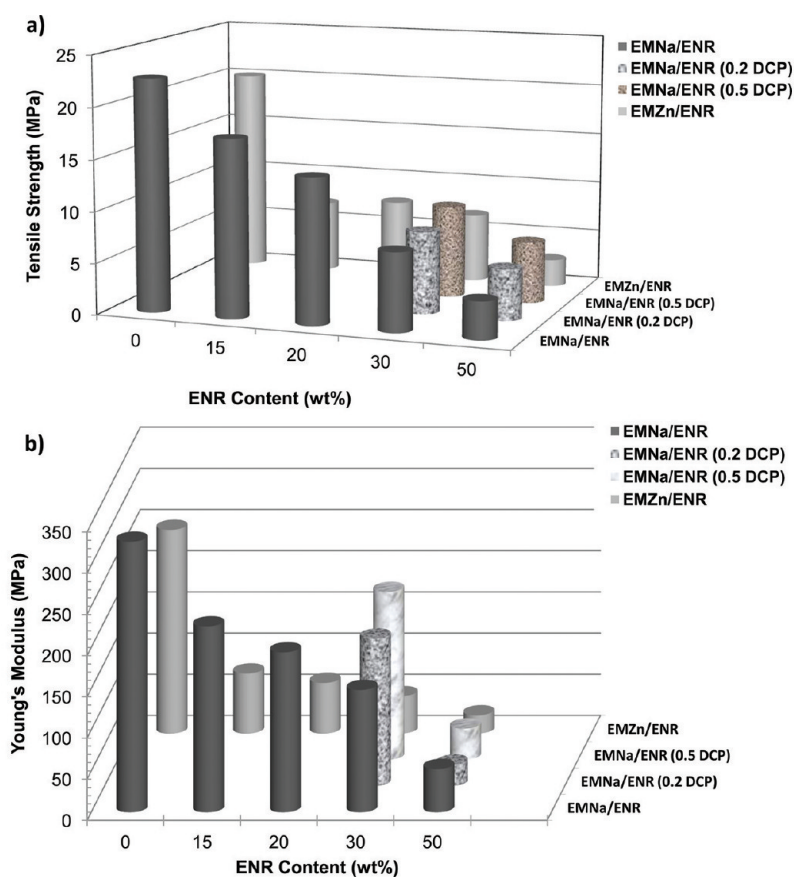 a)
EMNa/ENR
EMNa/ENR (0.2 DCP)
EMNa/ENR (0.5 DCP)
EMZn/ENR
Tensile Strength (MPa)
25
20
15
10
5
0
0
15
20
30
50
EMZn/ENR
EMNa/ENR (0.5 DCP)
EMNa/ENR (0.2 DCP)
EMNa/ENR
ENR Content (wt%)
b)
EMNa/ENR
EMNa/ENR (0.2 DCP)
EMNa/ENR (0.5 DCP)
EMZn/ENR
Young's Modulus (MPa)
350
300
250
200
150
100
50
0
0
15
20
30
50
EMZn/ENR
EMNa/ENR (0.5 DCP)
EMNa/ENR (0.2 DCP)
EMNa/ENR
ENR Content (wt%)